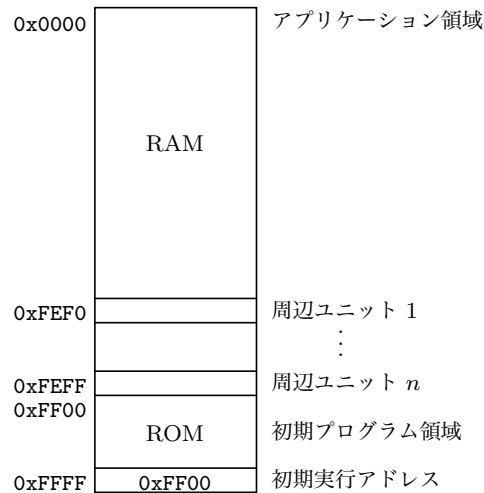 0x0000 アプリケーション領域
RAM
0xFEF0 周辺ユニット 1
⋮
0xFEFF 周辺ユニット n
0xFF00
ROM 初期プログラム領域
0xFFFF 0xFF00 初期実行アドレス